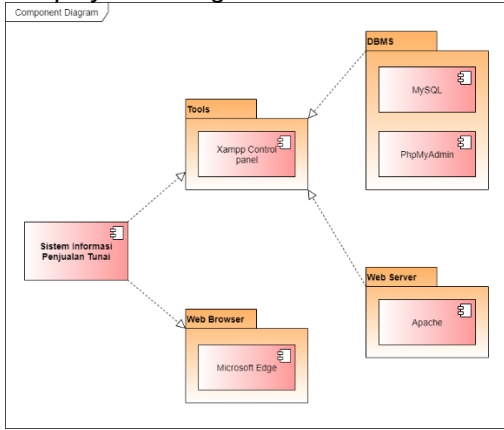 Component Diagram
DBMS
MySQL
PhpMyAdmin
Tools
Xampp Control
panel
Sistem Informasi
Penjualan Tunai
Web Server
Apache
Web Browser
Microsoft Edge